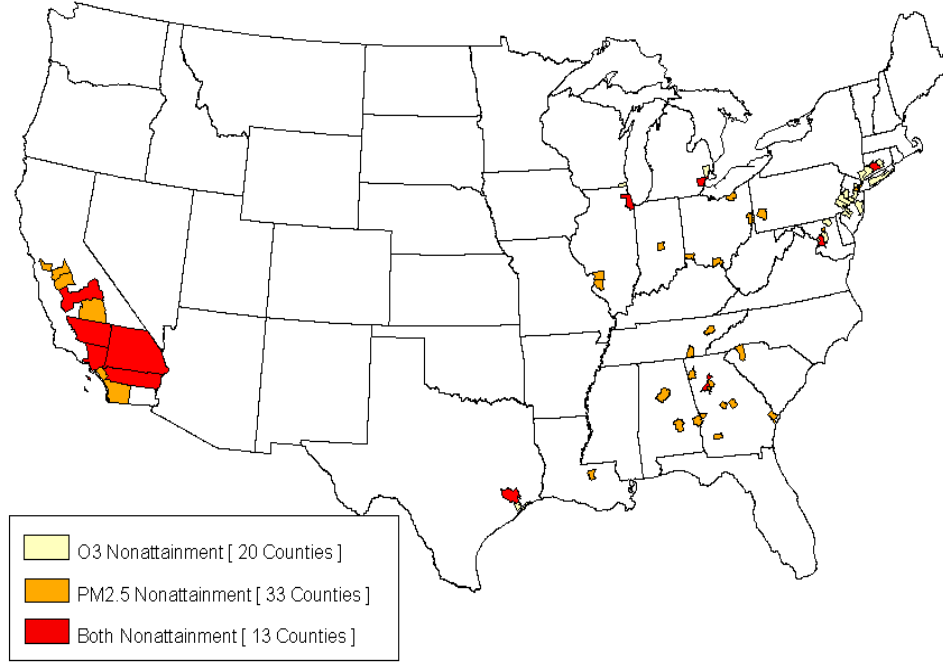 O3 Nonattainment [ 20 Counties ]
PM2.5 Nonattainment [ 33 Counties ]
Both Nonattainment [ 13 Counties ]